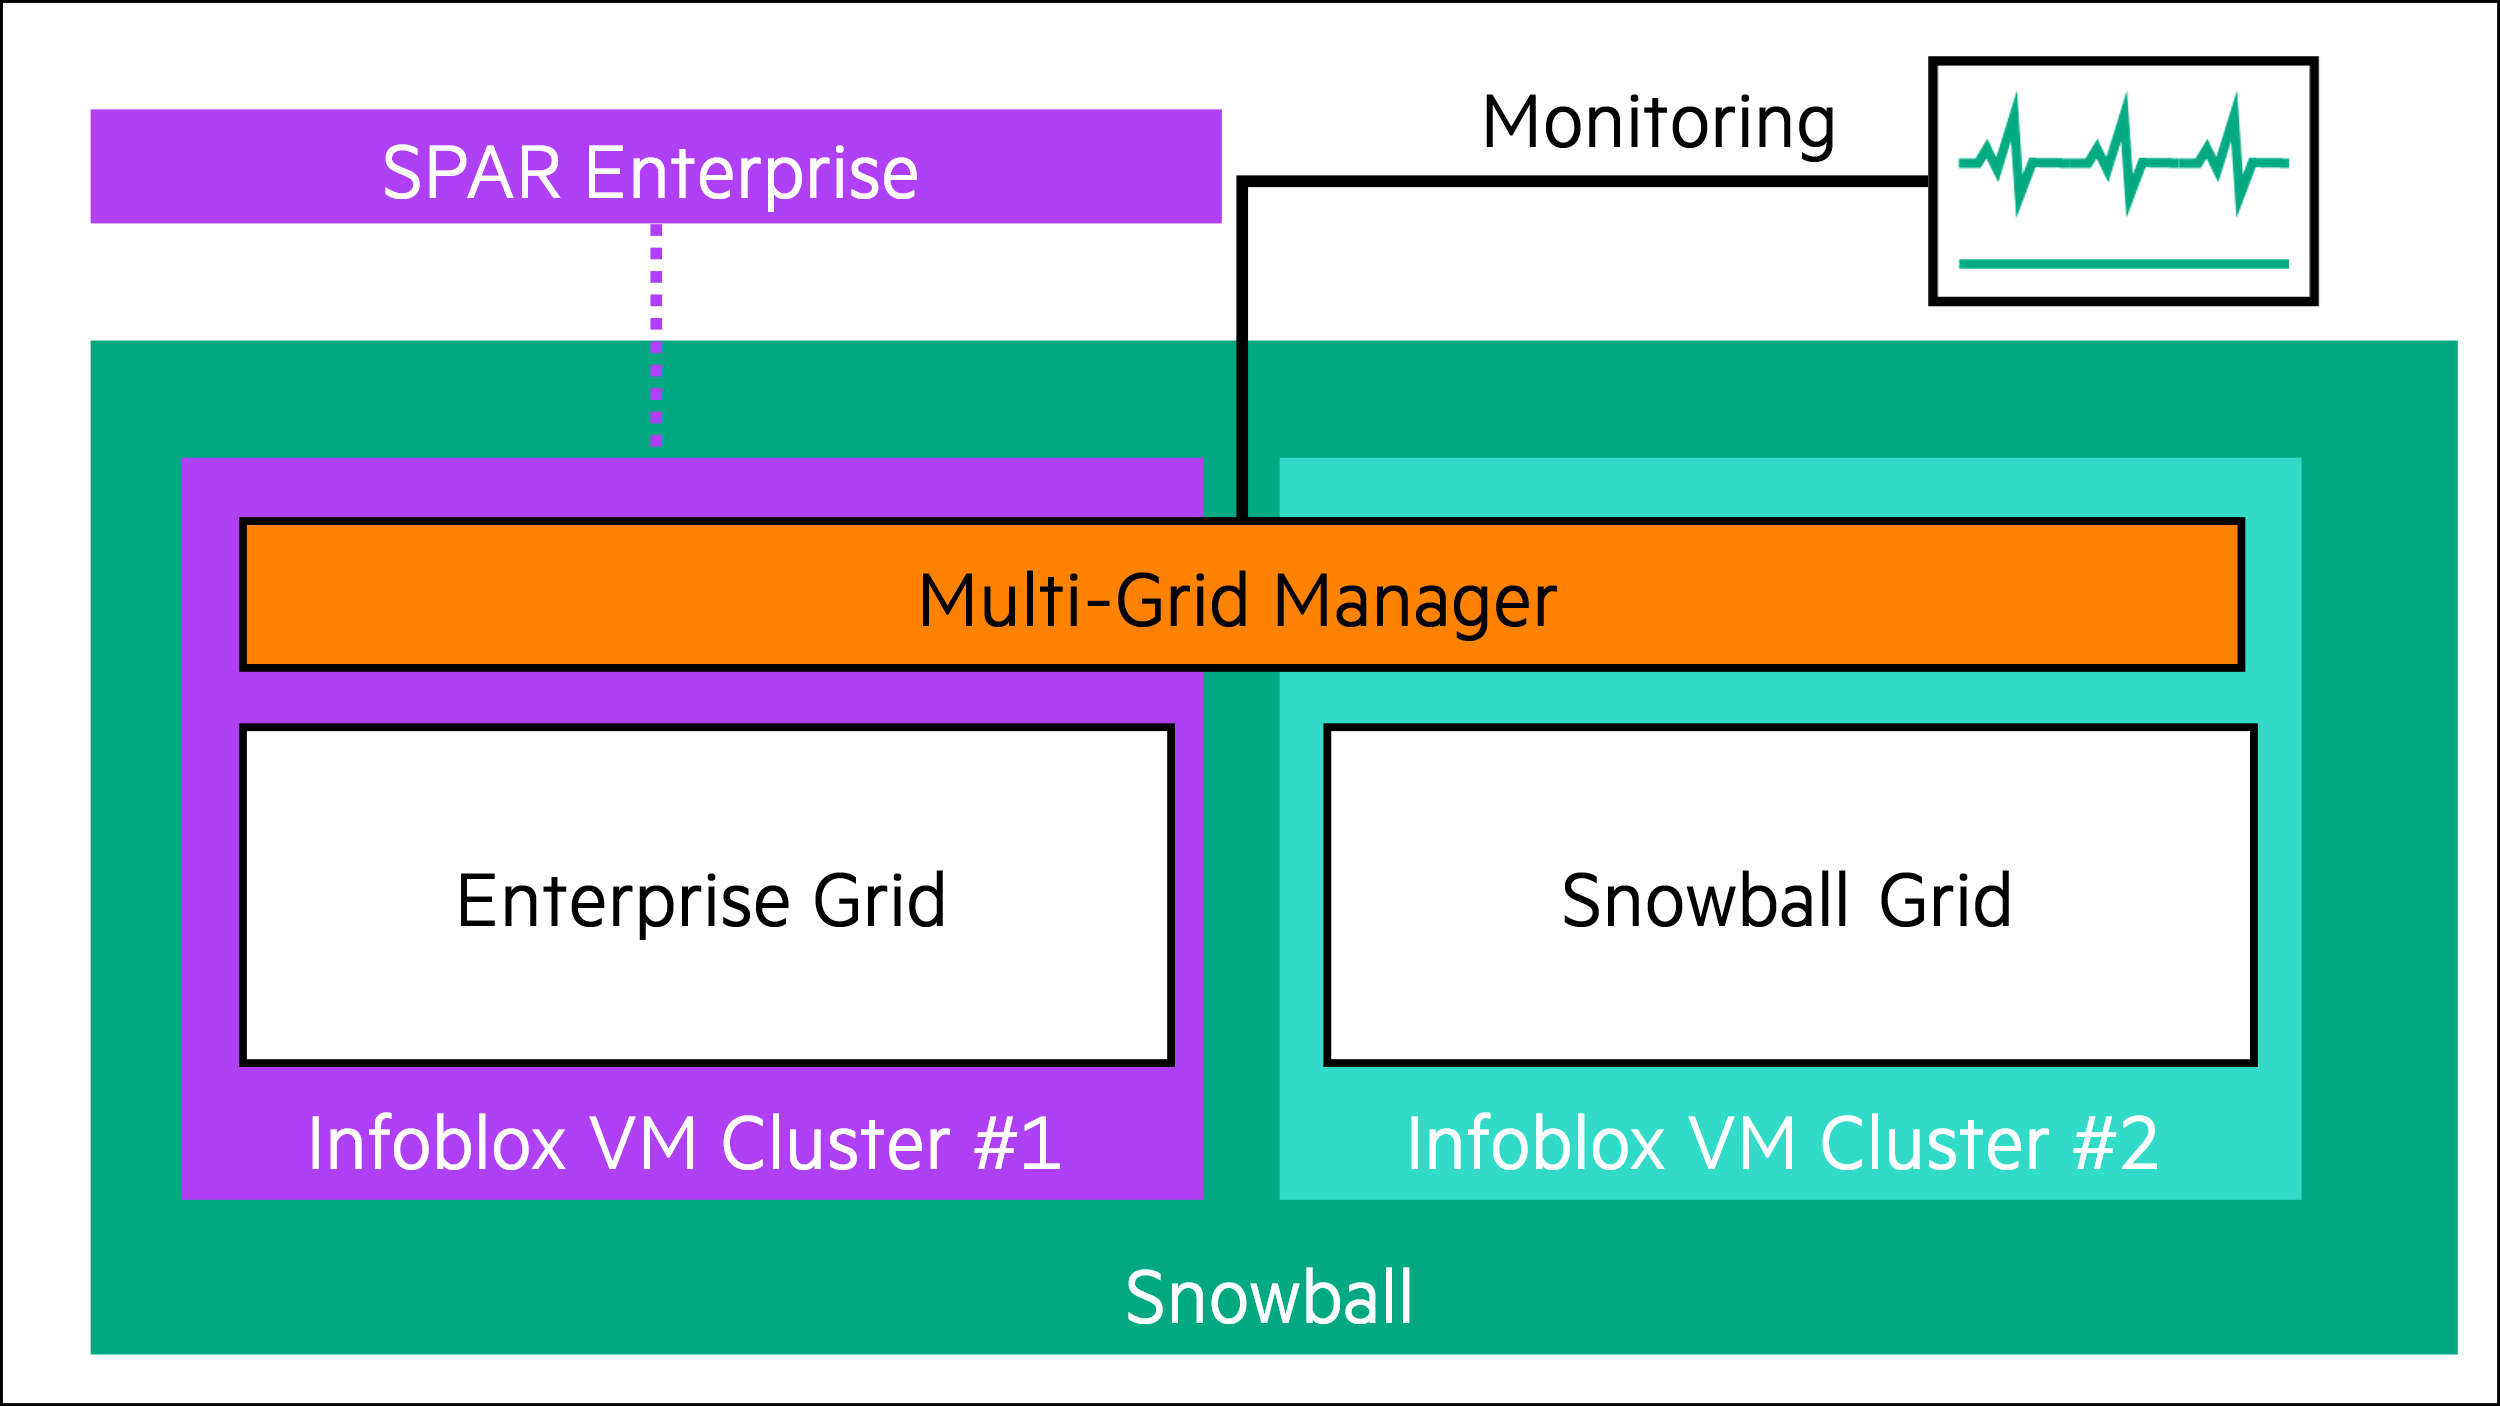 Monitoring
SPAR Enterprise
Multi-Grid Manager
Enterprise Grid
Snowball Grid
Infoblox VM Cluster #1
Infoblox VM Cluster #2
Snowball